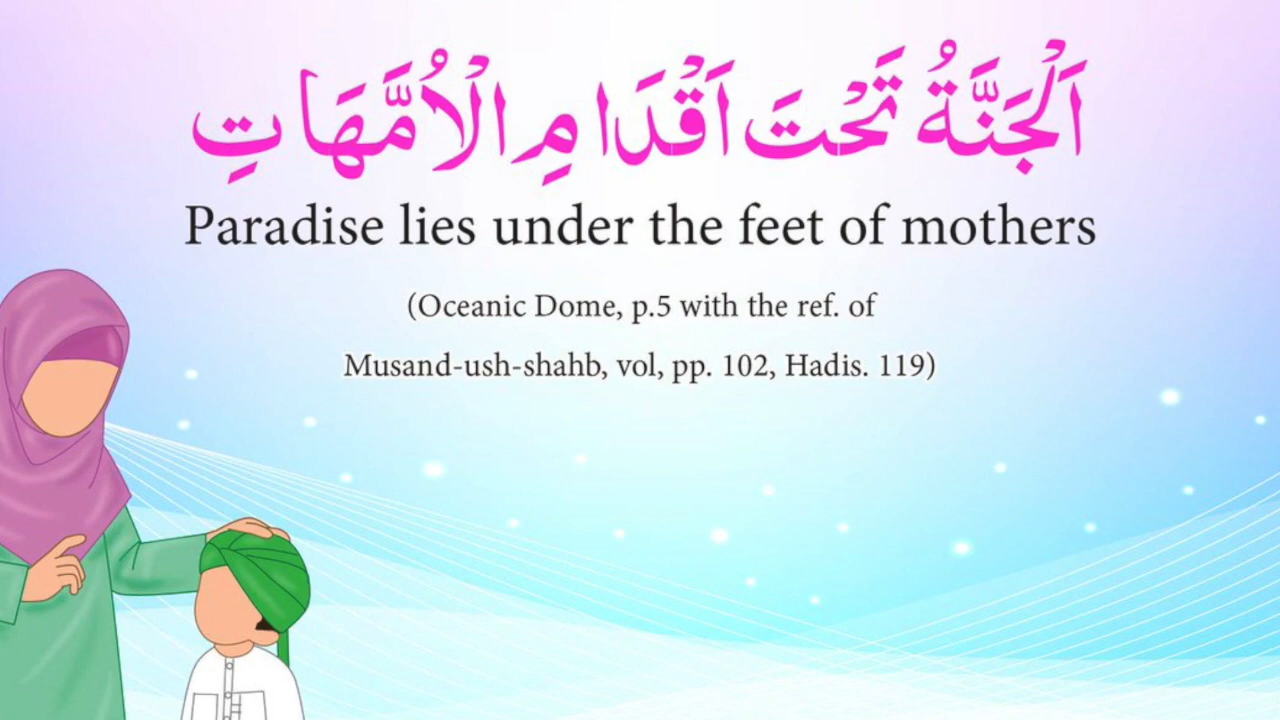 اَلْجَنَّةُ تَحْتَ اَقْدَامِ الْاُمَّهَاتِ
Paradise lies under the feet of mothers
(Oceanic Dome, p.5 with the ref. of
Musand-ush-shahb, vol, pp. 102, Hadis. 119)